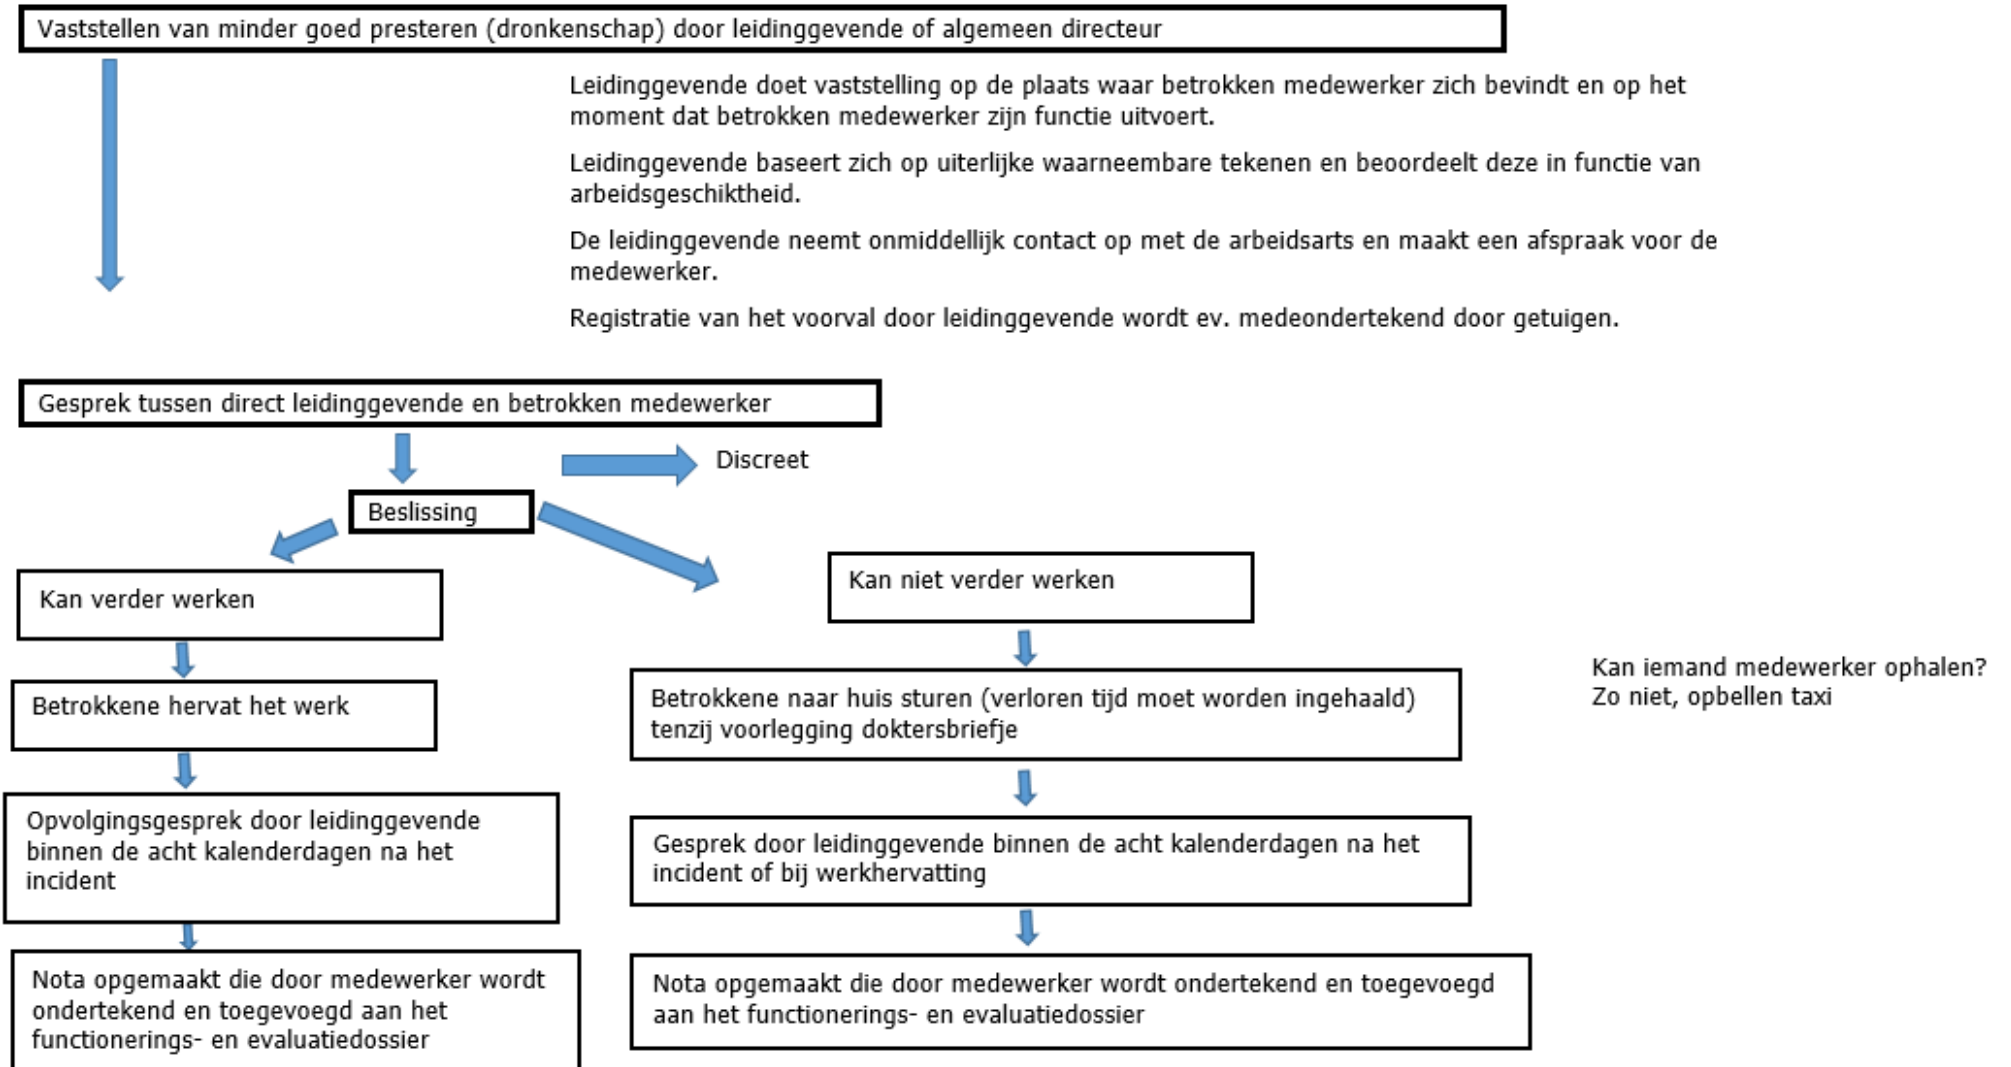 Vaststellen van minder goed presteren (dronkenschap) door leidinggevende of algemeen directeur
Leidinggevende doet vaststelling op de plaats waar betrokken medewerker zich bevindt en op het
moment dat betrokken medewerker zijn functie uitvoert.
Leidinggevende baseert zich op uiterlijke waarneembare tekenen en beoordeelt deze in functie van
arbeidsgeschiktheid.
De leidinggevende neemt onmiddellijk contact op met de arbeidsarts en maakt een afspraak voor de
medewerker.
Registratie van het voorval door leidinggevende wordt ev. medeondertekend door getuigen.
Gesprek tussen direct leidinggevende en betrokken medewerker
Discreet
Beslissing
Kan verder werken
Betrokkene hervat het werk
Opvolgingsgesprek door leidinggevende
binnen de acht kalenderdagen na het
incident
Nota opgemaakt die door medewerker wordt
ondertekend en toegevoegd aan het
functionerings- en evaluatiedossier
Kan niet verder werken
Betrokkene naar huis sturen (verloren tijd moet worden ingehaald)
tenzij voorlegging doktersbriefje
Kan iemand medewerker ophalen?
Zo niet, opbellen taxi
Gesprek door leidinggevende binnen de acht kalenderdagen na het
incident of bij werkhervatting
Nota opgemaakt die door medewerker wordt ondertekend en toegevoegd
aan het functionerings- en evaluatiedossier